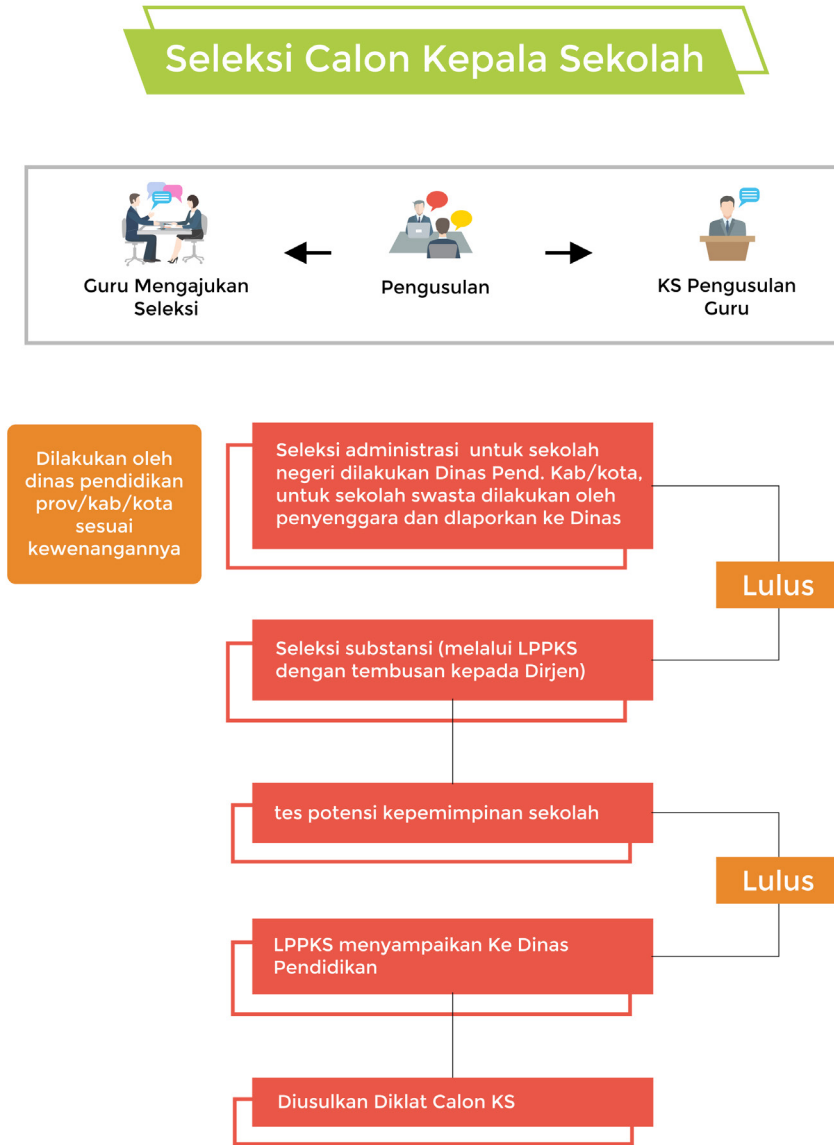 Seleksi Calon Kepala Sekolah
Guru Mengajukan
Seleksi
Pengusulan
KS Pengusulan
Guru
Dilakukan oleh
dinas pendidikan
prov/kab/kota
sesuai
kewenangannya
Seleksi administrasi untuk sekolah
negeri dilakukan Dinas Pend. Kab/kota,
untuk sekolah swasta dilakukan oleh
penyenggara dan dlaporkan ke Dinas
Lulus
Seleksi substansi (melalui LPPKS
dengan tembusan kepada Dirjen)
tes potensi kepemimpinan sekolah
Lulus
LPPKS menyampaikan Ke Dinas
Pendidikan
Diusulkan Diklat Calon KS